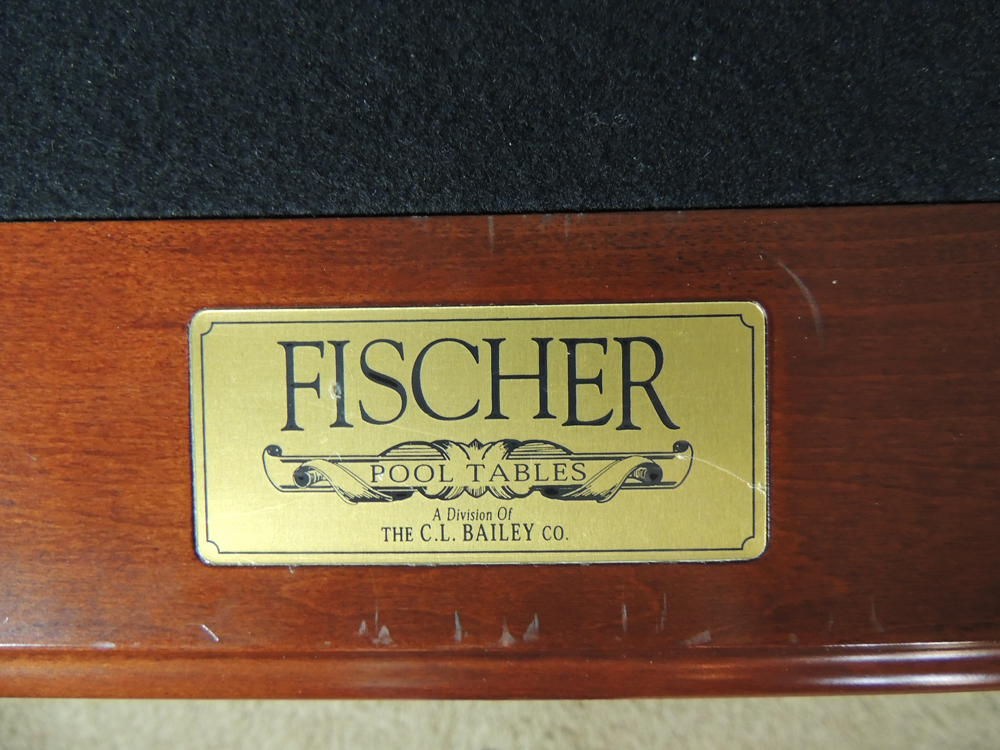 FISCHER
POOL TABLES
A Division Of
THE C.L. BAILEY CO.